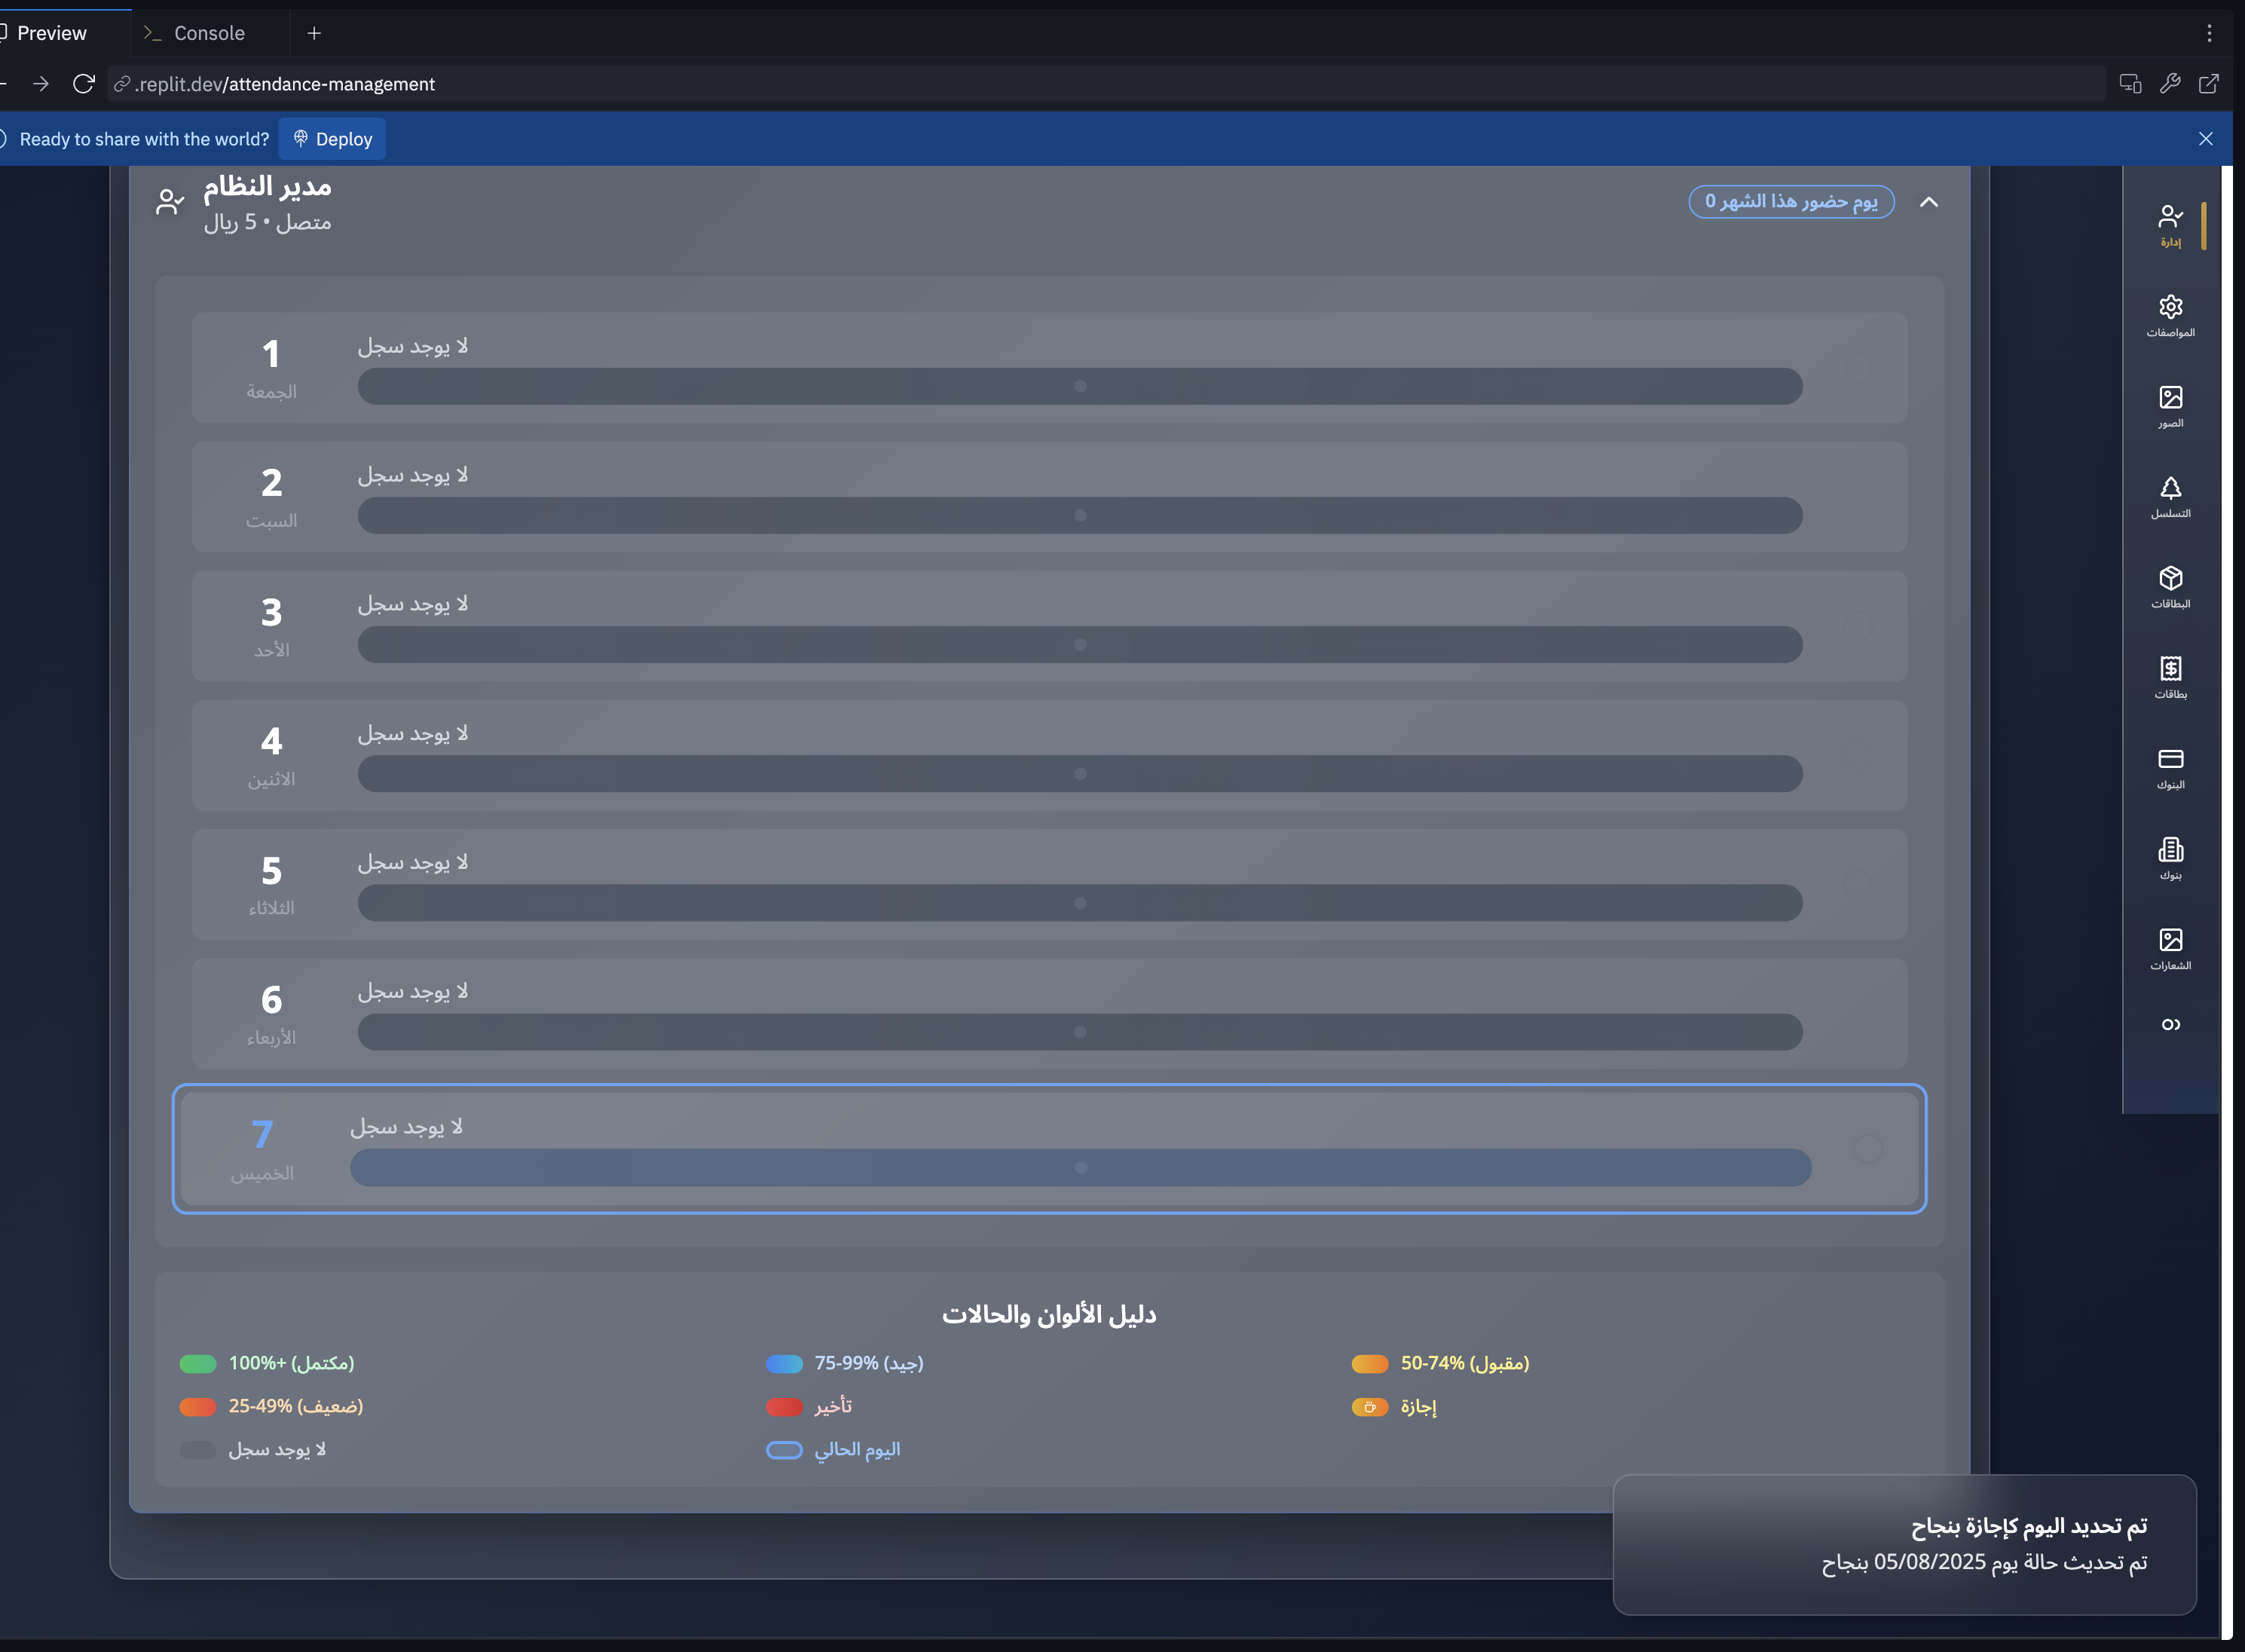 Preview
Console
.replit.dev/attendance-management
Ready to share with the world?
Deploy
مدير النظام
متصل • 5 ريال
يوم حضور هذا الشهر 0
1
الجمعة
لا يوجد سجل
2
السبت
لا يوجد سجل
3
الأحد
لا يوجد سجل
4
الاثنين
لا يوجد سجل
5
الثلاثاء
لا يوجد سجل
6
الأربعاء
لا يوجد سجل
7
الخميس
لا يوجد سجل
دليل الألوان والحالات
100%+ (مكتمل)
75-99% (جيد)
50-74% (مقبول)
25-49% (ضعيف)
تأخير
إجازة
لا يوجد سجل
اليوم الحالي
إدارة
المواصفات
الصور
التسلسل
البطاقات
بطاقات
البنوك
بنوك
الشعارات
تم تحديد اليوم كإجازة بنجاح
تم تحديث حالة يوم 05/08/2025 بنجاح